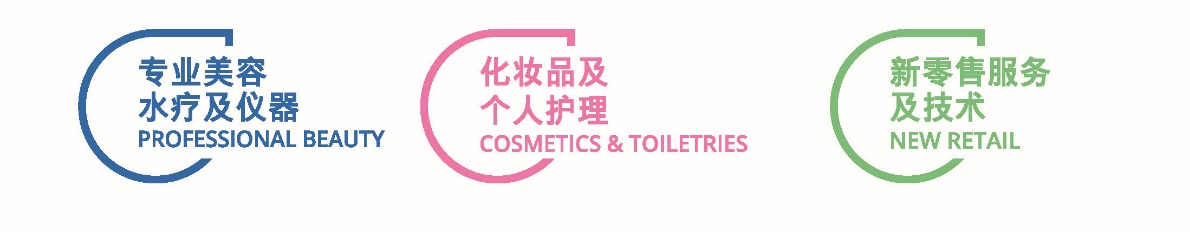 专业美容
水疗及仪器
PROFESSIONAL BEAUTY
化妆品及
个人护理
COSMETICS & TOILETRIES
新零售服务
及技术
NEW RETAIL